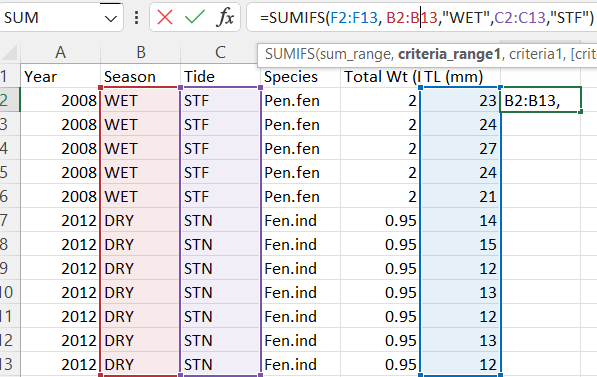 SUM fx =SUMIFS(F2:F13, B2:B13,"WET",C2:C13,"STF")
SUMIFS(sum_range, criteria_range1, criteria1, [crite
A B C D E F G
1 Year Season Tide Species Total Wt ( TL (mm)
2 2008 WET STF Pen.fen 2 23 B2:B13,
3 2008 WET STF Pen.fen 2 24
4 2008 WET STF Pen.fen 2 27
5 2008 WET STF Pen.fen 2 24
6 2008 WET STF Pen.fen 2 21
7 2012 DRY STN Fen.ind 0.95 14
8 2012 DRY STN Fen.ind 0.95 15
9 2012 DRY STN Fen.ind 0.95 12
10 2012 DRY STN Fen.ind 0.95 13
11 2012 DRY STN Fen.ind 0.95 12
12 2012 DRY STN Fen.ind 0.95 13
13 2012 DRY STN Fen.ind 0.95 12